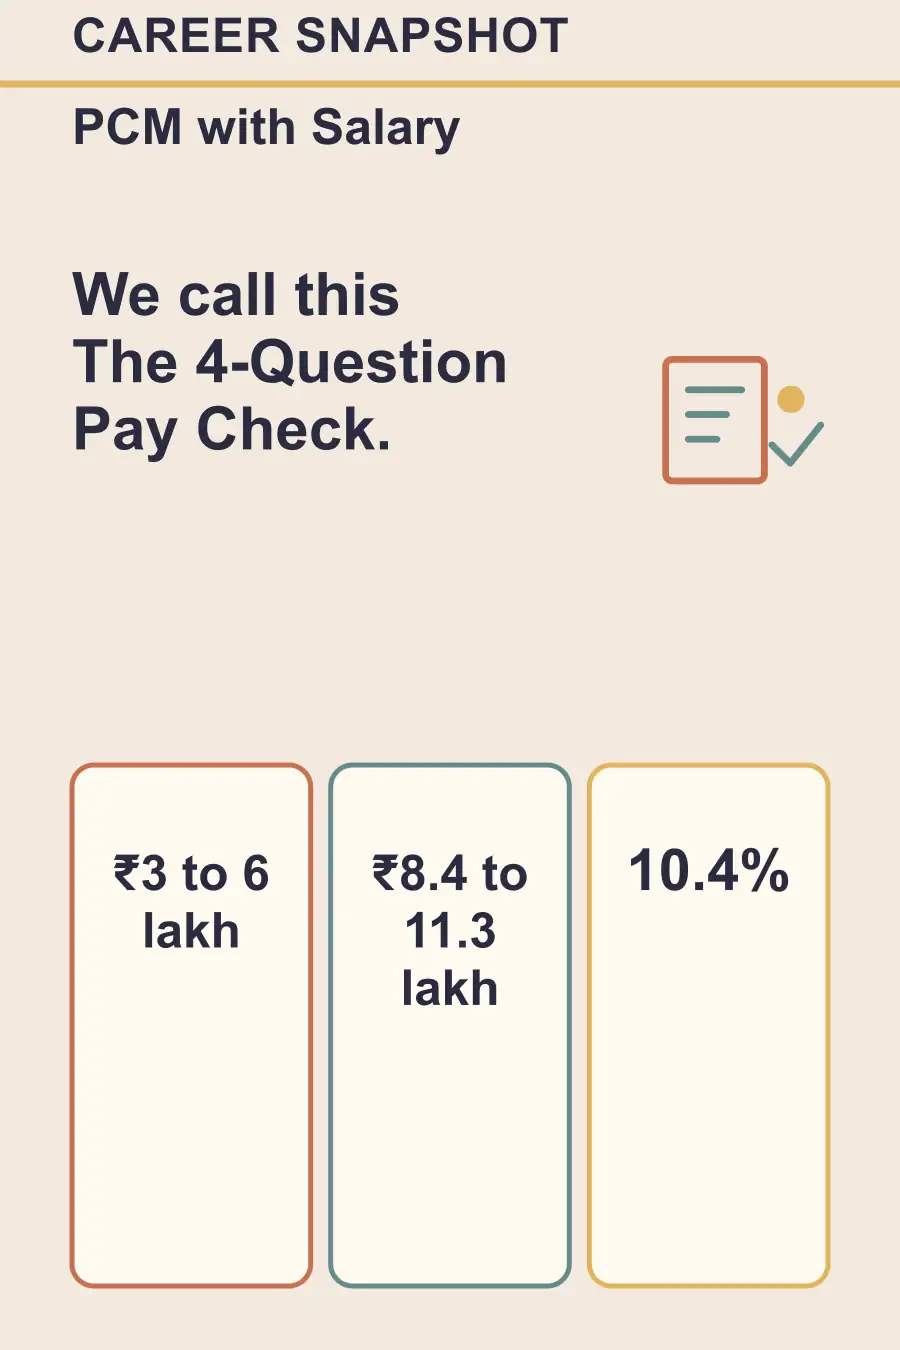 CAREER SNAPSHOT
PCM with Salary
We call this
The 4-Question
Pay Check.
₹3 to 6
lakh
₹8.4 to
11.3
lakh
10.4%